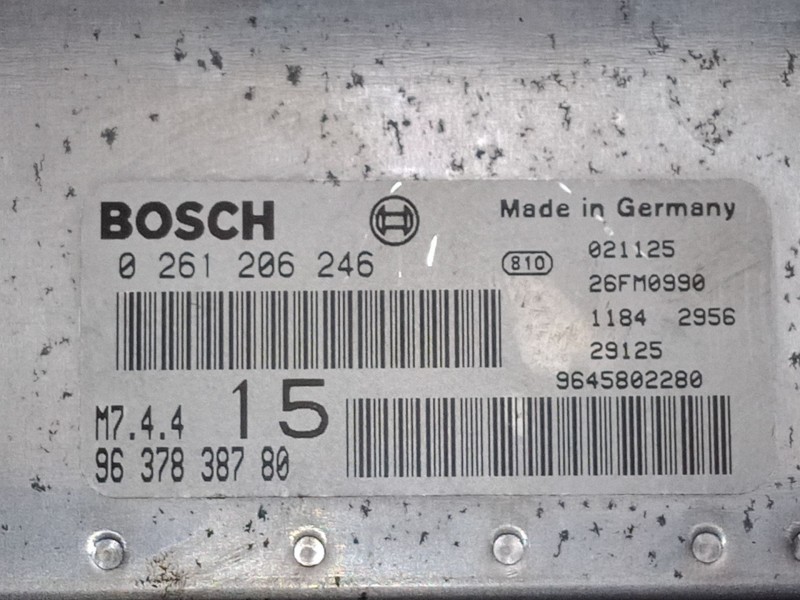 BOSCH
0 261 206 246
M7.4.4 15
96 378 387 80
Made in Germany
810
021125
26FM0990
1184 2956
29125
9645802280